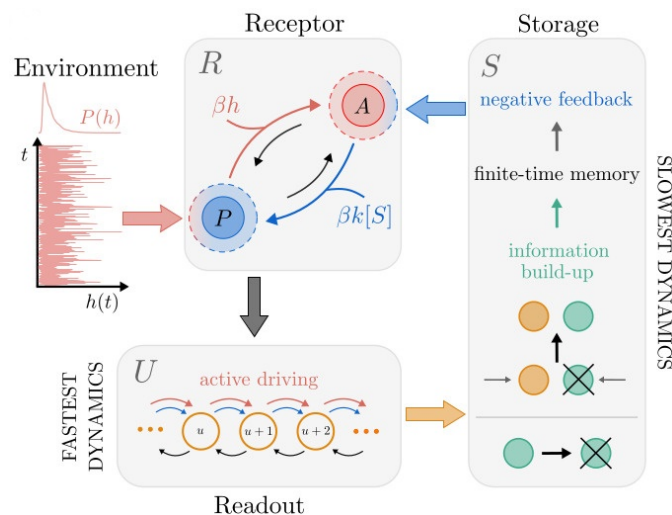 Receptor
Storage
Environment
R
S
P(h)
βh
A
negative feedback
t
finite-time memory
P
βk[S]
information
build-up
h(t)
SLOWEST DYNAMICS
U
active driving
FASTEST
DYNAMICS
u
u + 1
u + 2
Readout